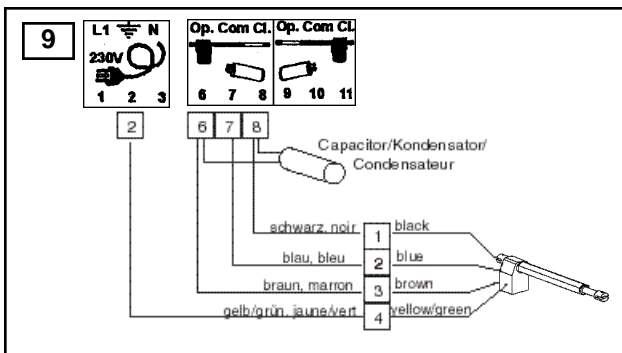 9
L1 N
230V
1 2 3
Op. Com Cl. Op. Com Cl.
6 7 8 9 10 11
2 6 7 8
Capacitor/Kondensator/
Condensateur
schwarz, noir 1 black
blau, bleu 2 blue
braun, marron 3 brown
gelb/grün, jaune/vert 4 yellow/green